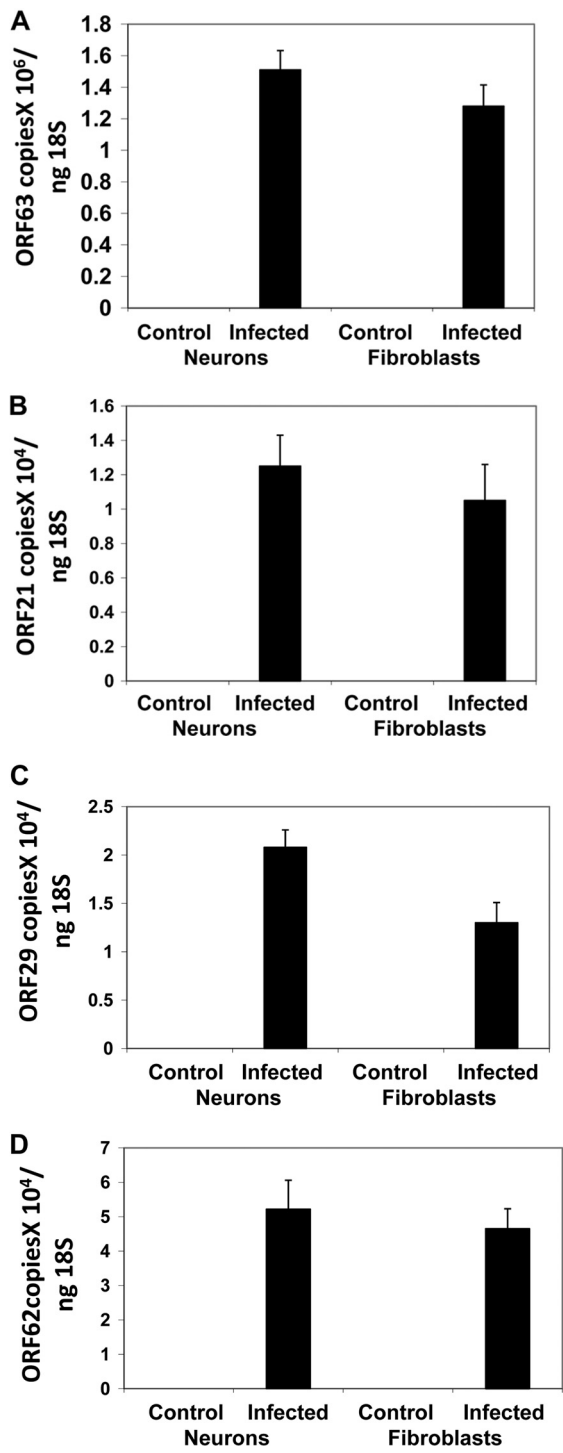 A
ORF63 copiesX 10⁶/
ng 18S
1.8
1.6
1.4
1.2
1
0.8
0.6
0.4
0.2
0
Control Infected Control Infected
Neurons Fibroblasts
B
ORF21 copiesX 10⁴/
ng 18S
1.6
1.4
1.2
1
0.8
0.6
0.4
0.2
0
Control Infected Control Infected
Neurons Fibroblasts
C
ORF29 copiesX 10⁴/
ng 18S
2.5
2
1.5
1
0.5
0
Control Infected Control Infected
Neurons Fibroblasts
D
ORF62copiesX 10⁴/
ng 18S
7
6
5
4
3
2
1
0
Control Infected Control Infected
Neurons Fibroblasts